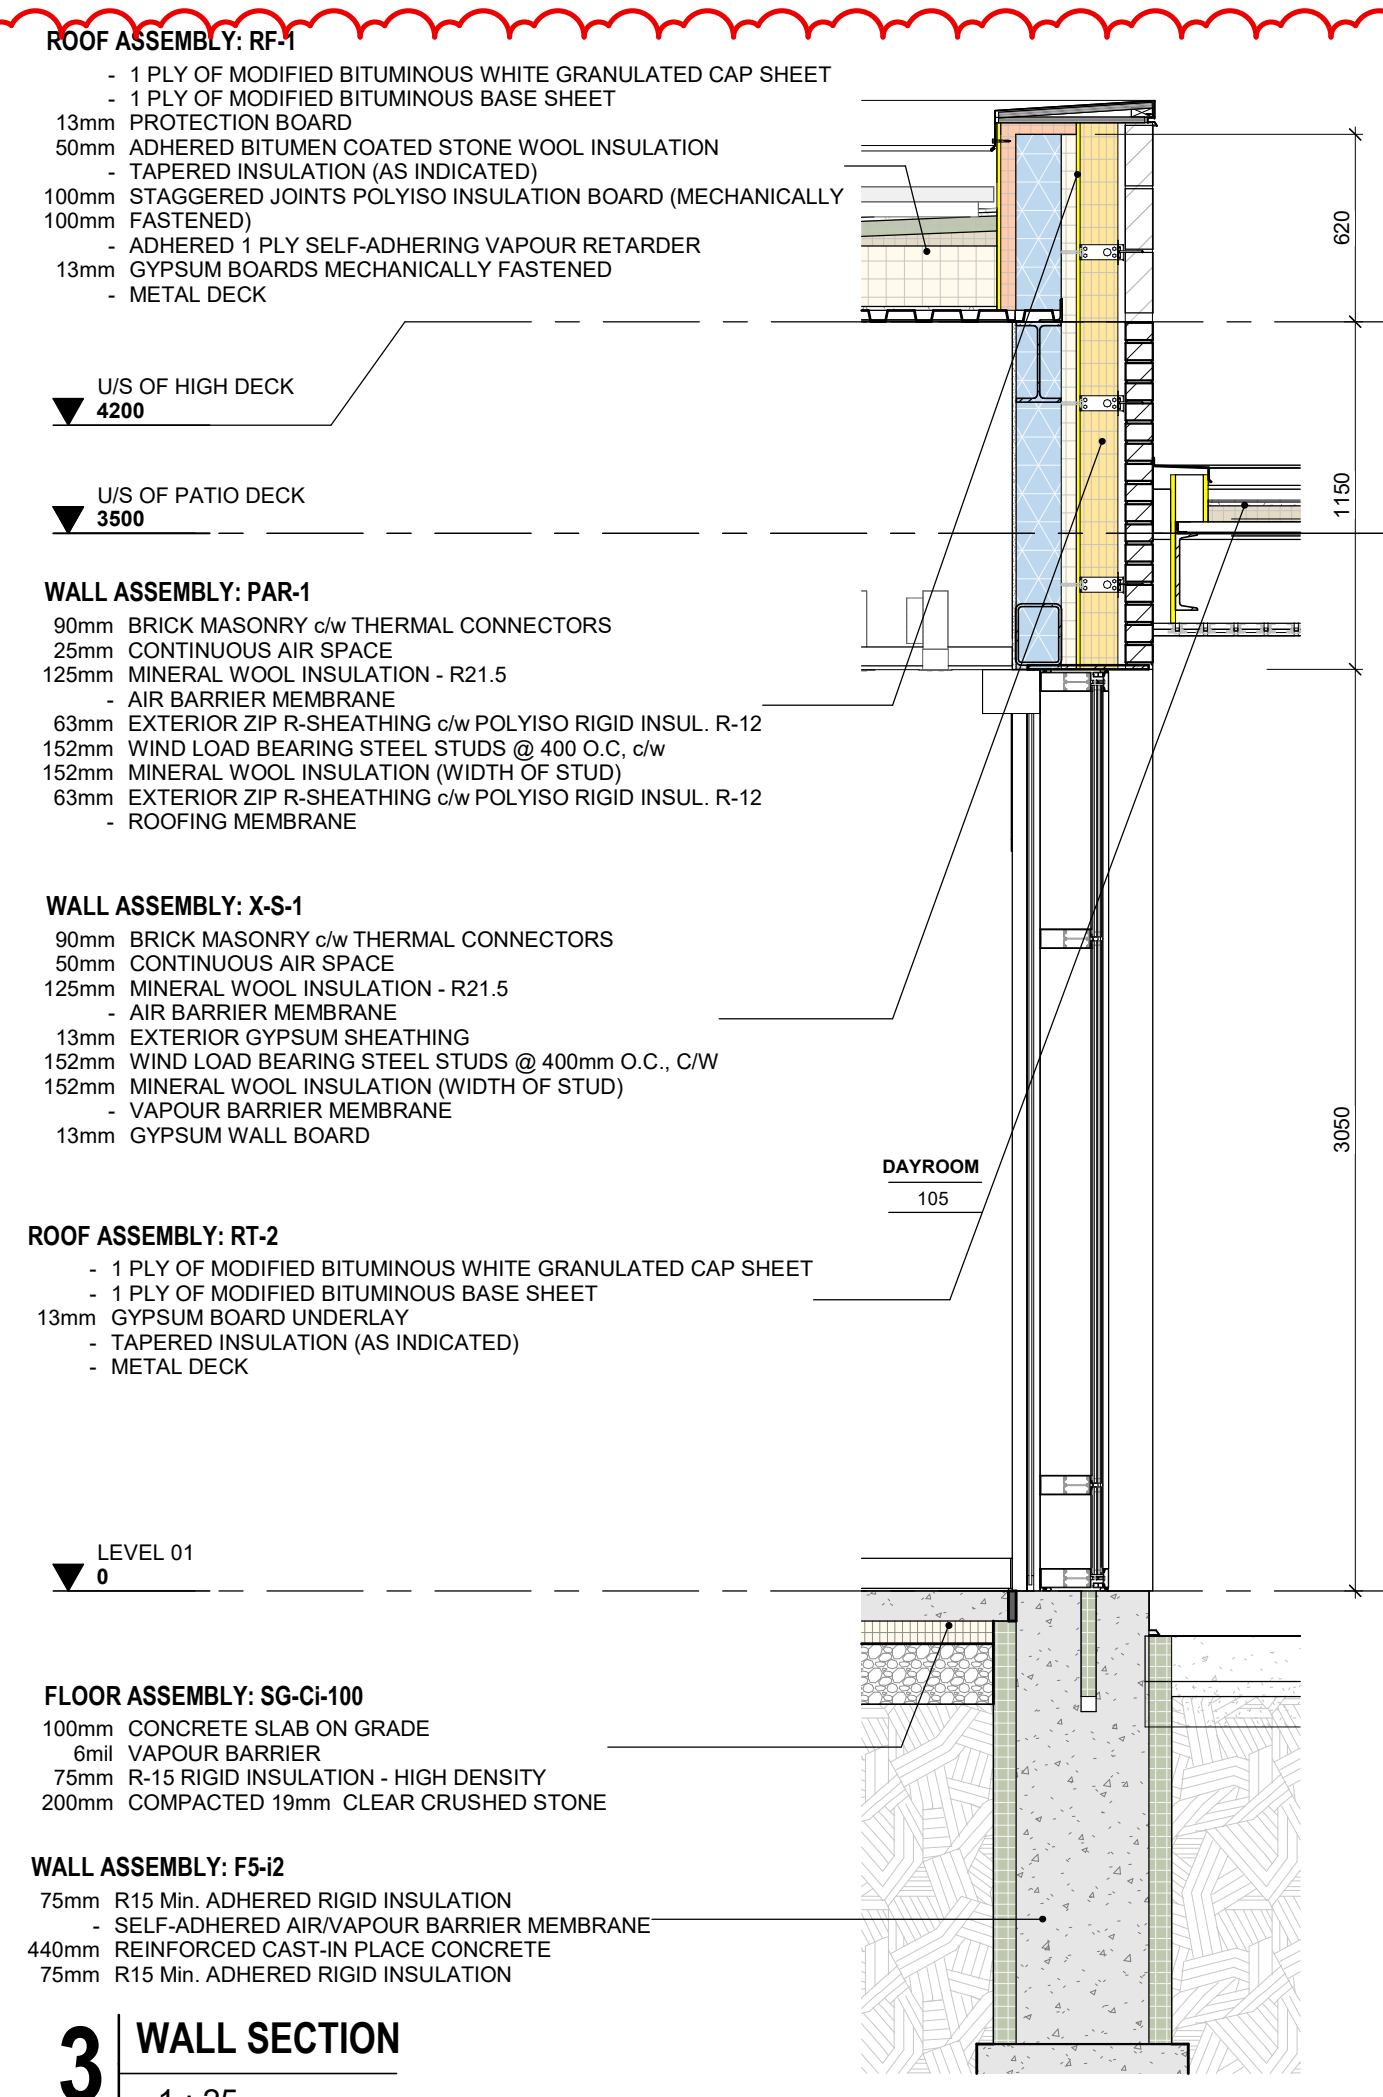 ROOF ASSEMBLY: RF-1
- 1 PLY OF MODIFIED BITUMINOUS WHITE GRANULATED CAP SHEET
- 1 PLY OF MODIFIED BITUMINOUS BASE SHEET
13mm PROTECTION BOARD
50mm ADHERED BITUMEN COATED STONE WOOL INSULATION
- TAPERED INSULATION (AS INDICATED)
100mm STAGGERED JOINTS POLYISO INSULATION BOARD (MECHANICALLY
100mm FASTENED)
- ADHERED 1 PLY SELF-ADHERING VAPOUR RETARDER
13mm GYPSUM BOARDS MECHANICALLY FASTENED
- METAL DECK
620
U/S OF HIGH DECK
4200
U/S OF PATIO DECK
3500
1150
WALL ASSEMBLY: PAR-1
90mm BRICK MASONRY c/w THERMAL CONNECTORS
25mm CONTINUOUS AIR SPACE
125mm MINERAL WOOL INSULATION - R21.5
- AIR BARRIER MEMBRANE
63mm EXTERIOR ZIP R-SHEATHING c/w POLYISO RIGID INSUL. R-12
152mm WIND LOAD BEARING STEEL STUDS @ 400 O.C, c/w
152mm MINERAL WOOL INSULATION (WIDTH OF STUD)
63mm EXTERIOR ZIP R-SHEATHING c/w POLYISO RIGID INSUL. R-12
- ROOFING MEMBRANE
WALL ASSEMBLY: X-S-1
90mm BRICK MASONRY c/w THERMAL CONNECTORS
50mm CONTINUOUS AIR SPACE
125mm MINERAL WOOL INSULATION - R21.5
- AIR BARRIER MEMBRANE
13mm EXTERIOR GYPSUM SHEATHING
152mm WIND LOAD BEARING STEEL STUDS @ 400mm O.C., C/W
152mm MINERAL WOOL INSULATION (WIDTH OF STUD)
- VAPOUR BARRIER MEMBRANE
13mm GYPSUM WALL BOARD
3050
DAYROOM
105
ROOF ASSEMBLY: RT-2
- 1 PLY OF MODIFIED BITUMINOUS WHITE GRANULATED CAP SHEET
- 1 PLY OF MODIFIED BITUMINOUS BASE SHEET
13mm GYPSUM BOARD UNDERLAY
- TAPERED INSULATION (AS INDICATED)
- METAL DECK
LEVEL 01
0
FLOOR ASSEMBLY: SG-Ci-100
100mm CONCRETE SLAB ON GRADE
6mil VAPOUR BARRIER
75mm R-15 RIGID INSULATION - HIGH DENSITY
200mm COMPACTED 19mm CLEAR CRUSHED STONE
WALL ASSEMBLY: F5-i2
75mm R15 Min. ADHERED RIGID INSULATION
- SELF-ADHERED AIR/VAPOUR BARRIER MEMBRANE
440mm REINFORCED CAST-IN PLACE CONCRETE
75mm R15 Min. ADHERED RIGID INSULATION
3 WALL SECTION
1 : 25